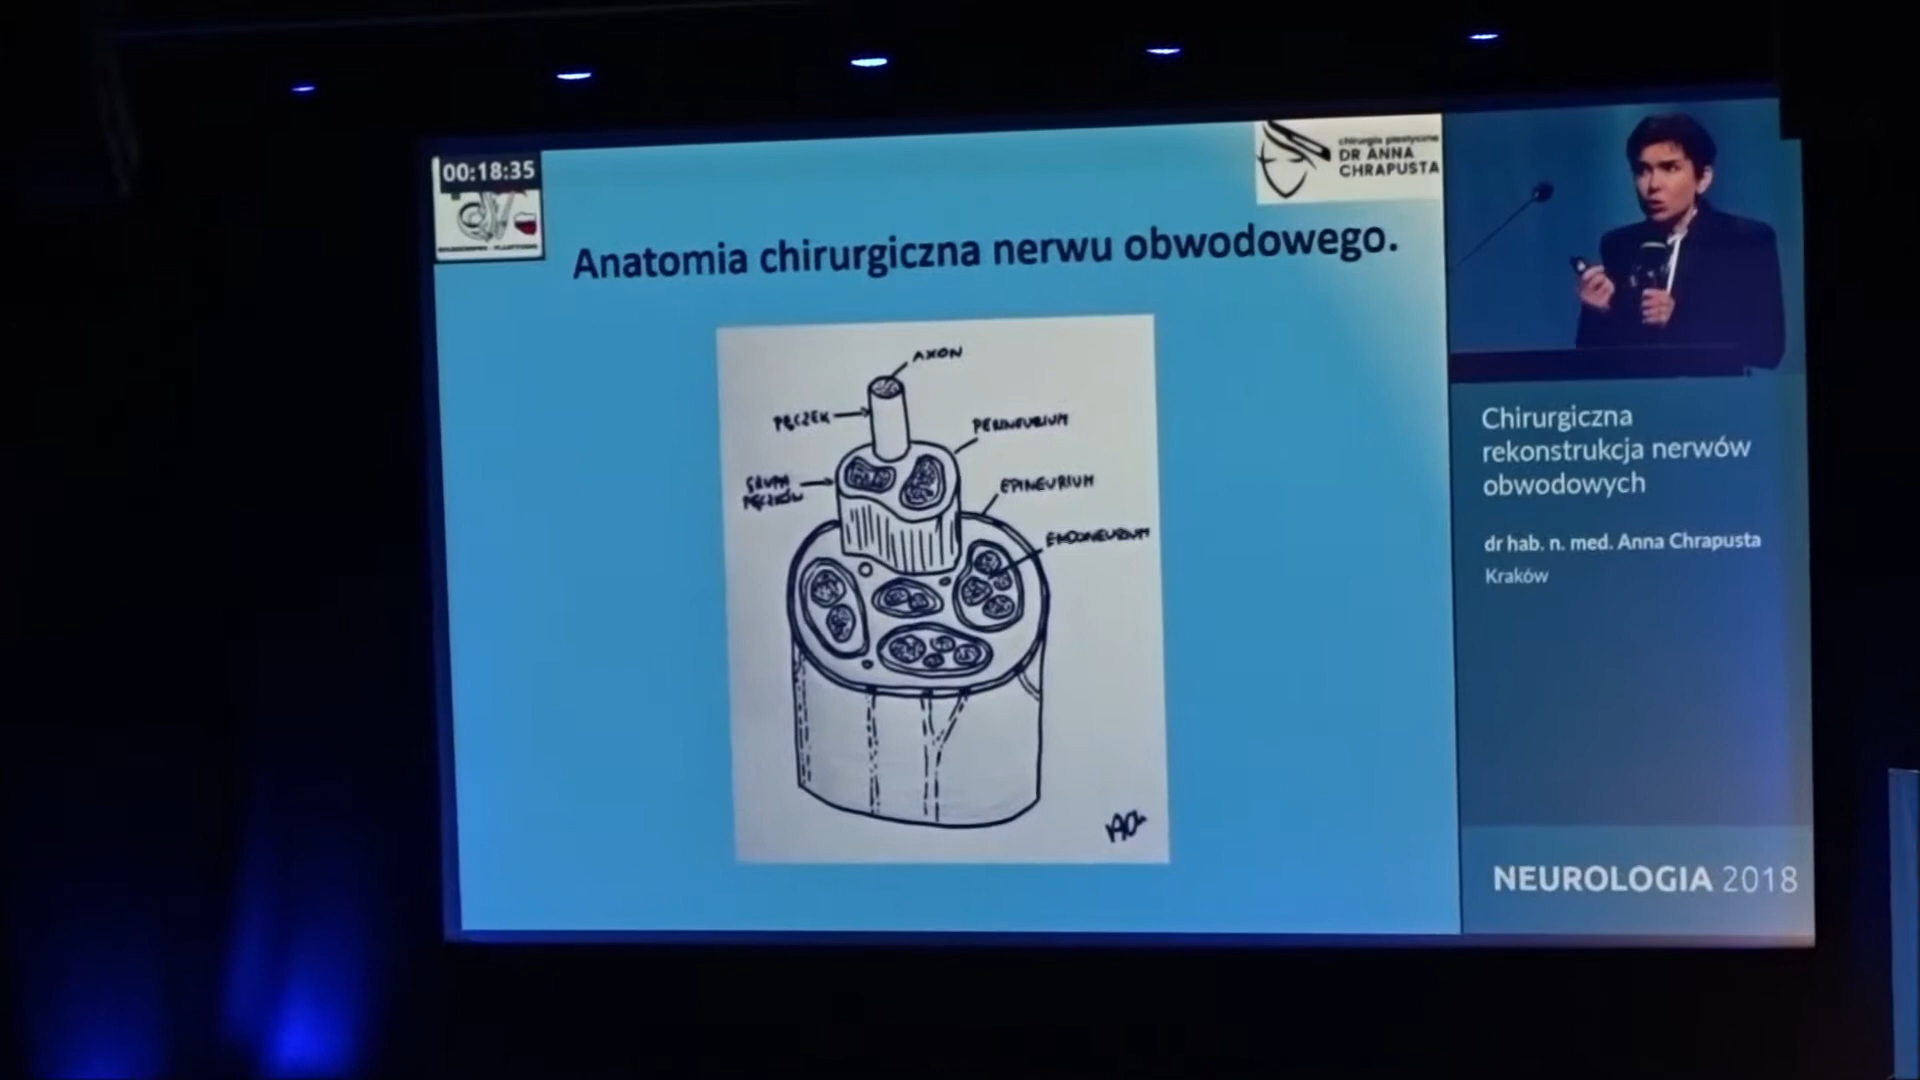 00:18:35
chirurgia plastyczna
DR ANNA
CHRAPUSTA
Anatomia chirurgiczna nerwu obwodowego.
AXON
PĘCZEK
PERINEURIUM
GRUPA
PĘCZKÓW
EPINEURIUM
ENDONEURIUM
Chirurgiczna
rekonstrukcja nerwów
obwodowych
dr hab. n. med. Anna Chrapusta
Kraków
NEUROLOGIA 2018